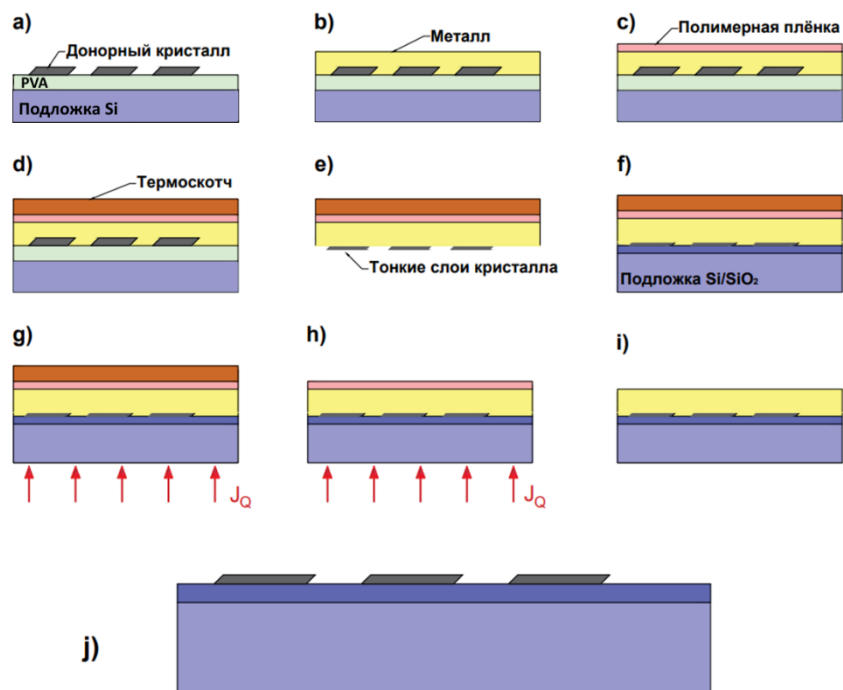 a)
Донорный кристалл
PVA
Подложка Si
b)
Металл
c)
Полимерная плёнка
d)
Термоскотч
e)
Тонкие слои кристалла
f)
Подложка Si/SiO₂
g)
J_Q
h)
J_Q
i)
j)